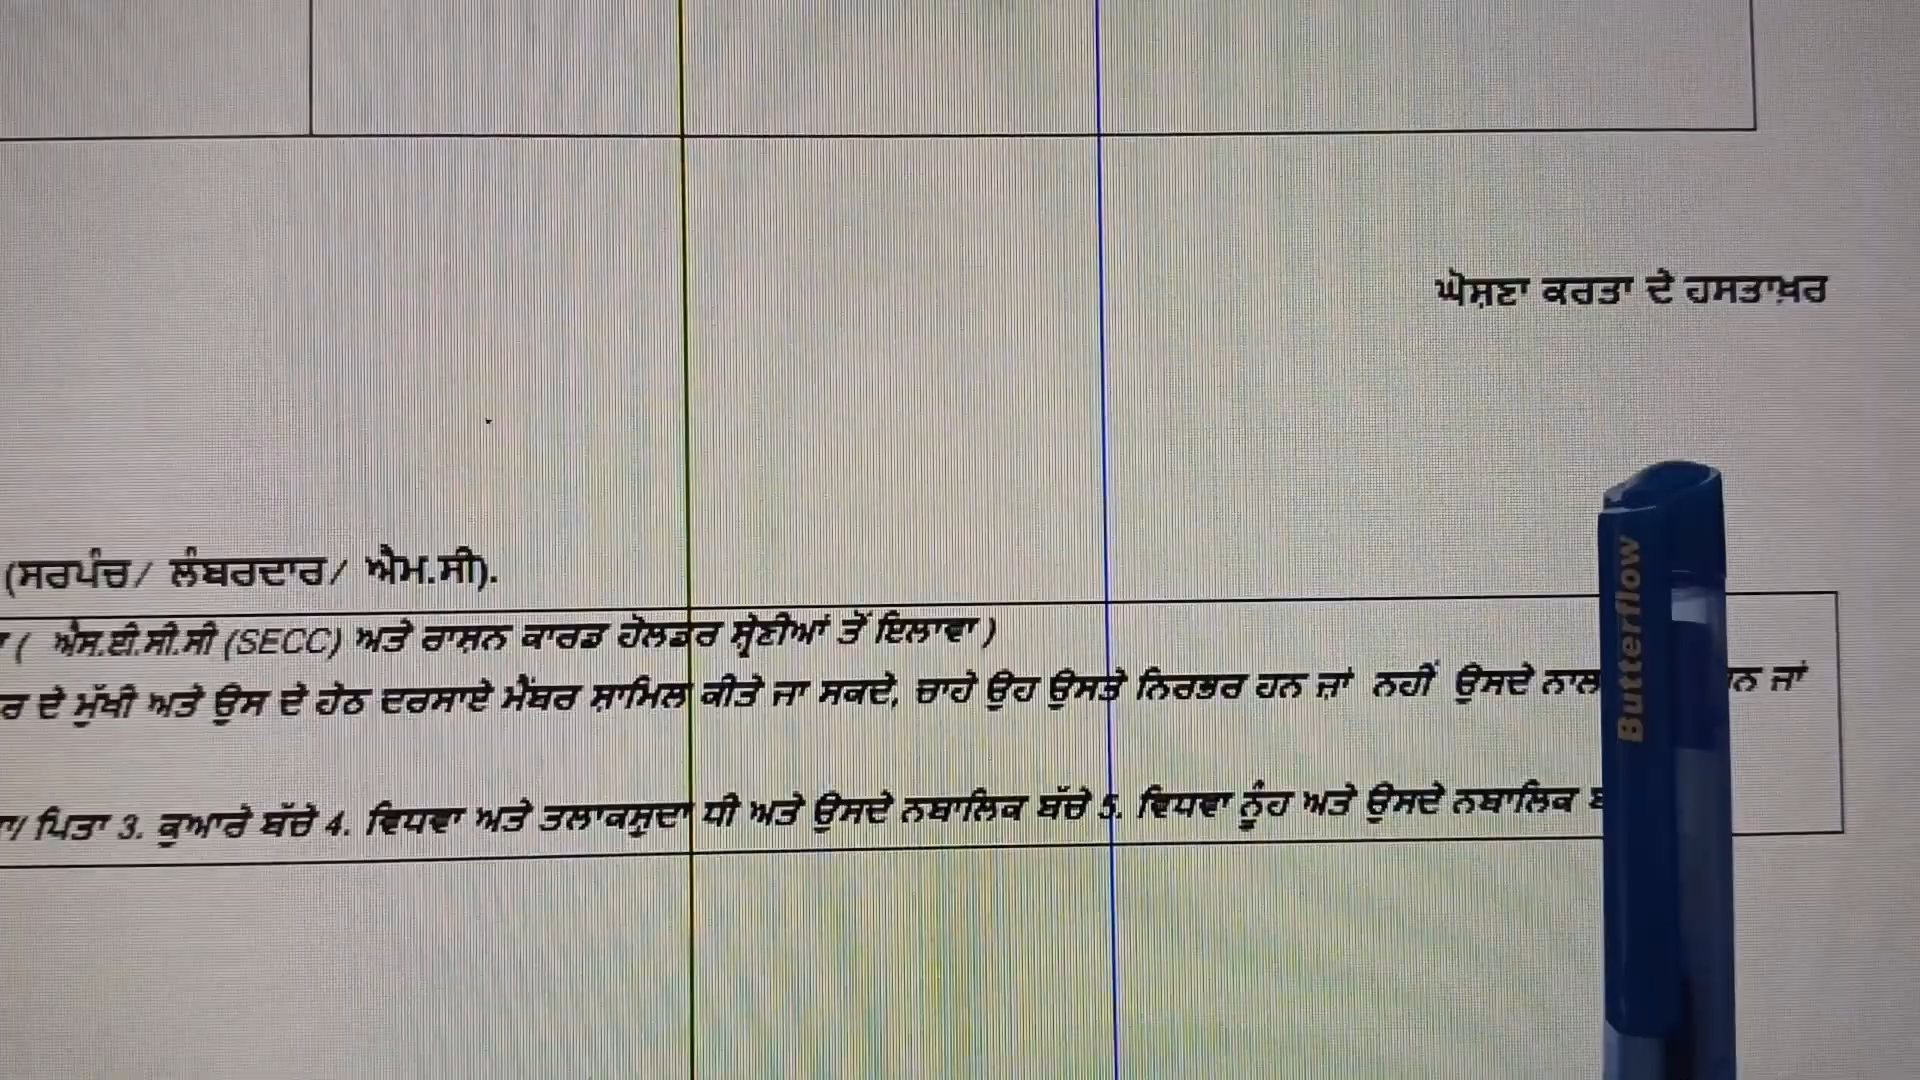 ਘੋਸ਼ਣਾ ਕਰਤਾ ਦੇ ਹਸਤਾਖ਼ਰ
(ਸਰਪੰਚ/ ਲੰਬਰਦਾਰ/ ਐਮ.ਸੀ).
( ਐਸ.ਈ.ਸੀ.ਸੀ (SECC) ਅਤੇ ਰਾਸ਼ਨ ਕਾਰਡ ਹੋਲਡਰ ਸ਼੍ਰੇਣੀਆਂ ਤੋਂ ਇਲਾਵਾ )
ਦੇ ਮੁੱਖੀ ਅਤੇ ਉਸ ਦੇ ਹੇਠ ਦਰਸਾਏ ਮੈਂਬਰ ਸ਼ਾਮਿਲ ਕੀਤੇ ਜਾ ਸਕਦੇ, ਚਾਹੇ ਉਹ ਉਸਤੇ ਨਿਰਭਰ ਹਨ ਜਾਂ ਨਹੀਂ ਉਸਦੇ ਨਾਲ ਜਾਂ
/ ਪਿਤਾ 3. ਕੁਆਰੇ ਬੱਚੇ 4. ਵਿਧਵਾ ਅਤੇ ਤਲਾਕਸ਼ੁਦਾ ਧੀ ਅਤੇ ਉਸਦੇ ਨਬਾਲਿਕ ਬੱਚੇ 5. ਵਿਧਵਾ ਨੂੰਹ ਅਤੇ ਉਸਦੇ ਨਬਾਲਿਕ
Butterflow